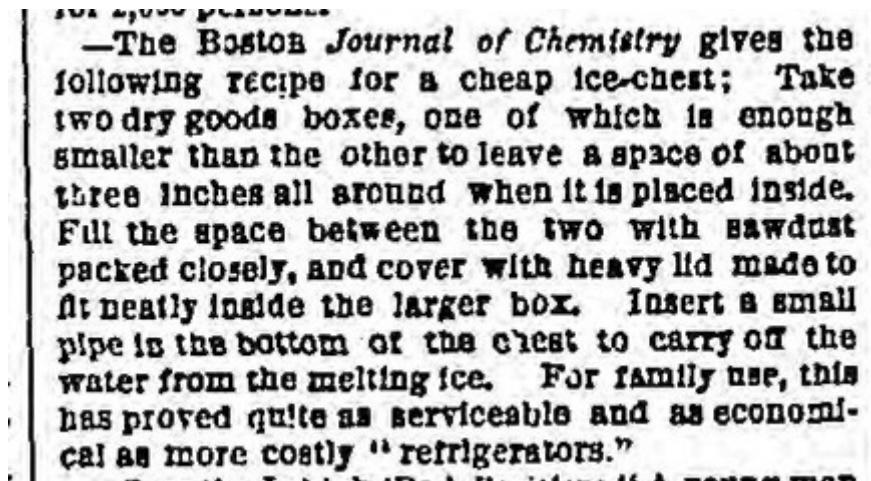 for 2,000 persons.
—The Boston Journal of Chemistry gives the
following recipe for a cheap ice-chest; Take
two dry goods boxes, one of which is enough
smaller than the other to leave a space of about
three inches all around when it is placed inside.
Fill the space between the two with sawdust
packed closely, and cover with heavy lid made to
fit neatly inside the larger box. Insert a small
pipe in the bottom of the chest to carry off the
water from the melting ice. For family use, this
has proved quite as serviceable and as economi-
cal as more costly "refrigerators."